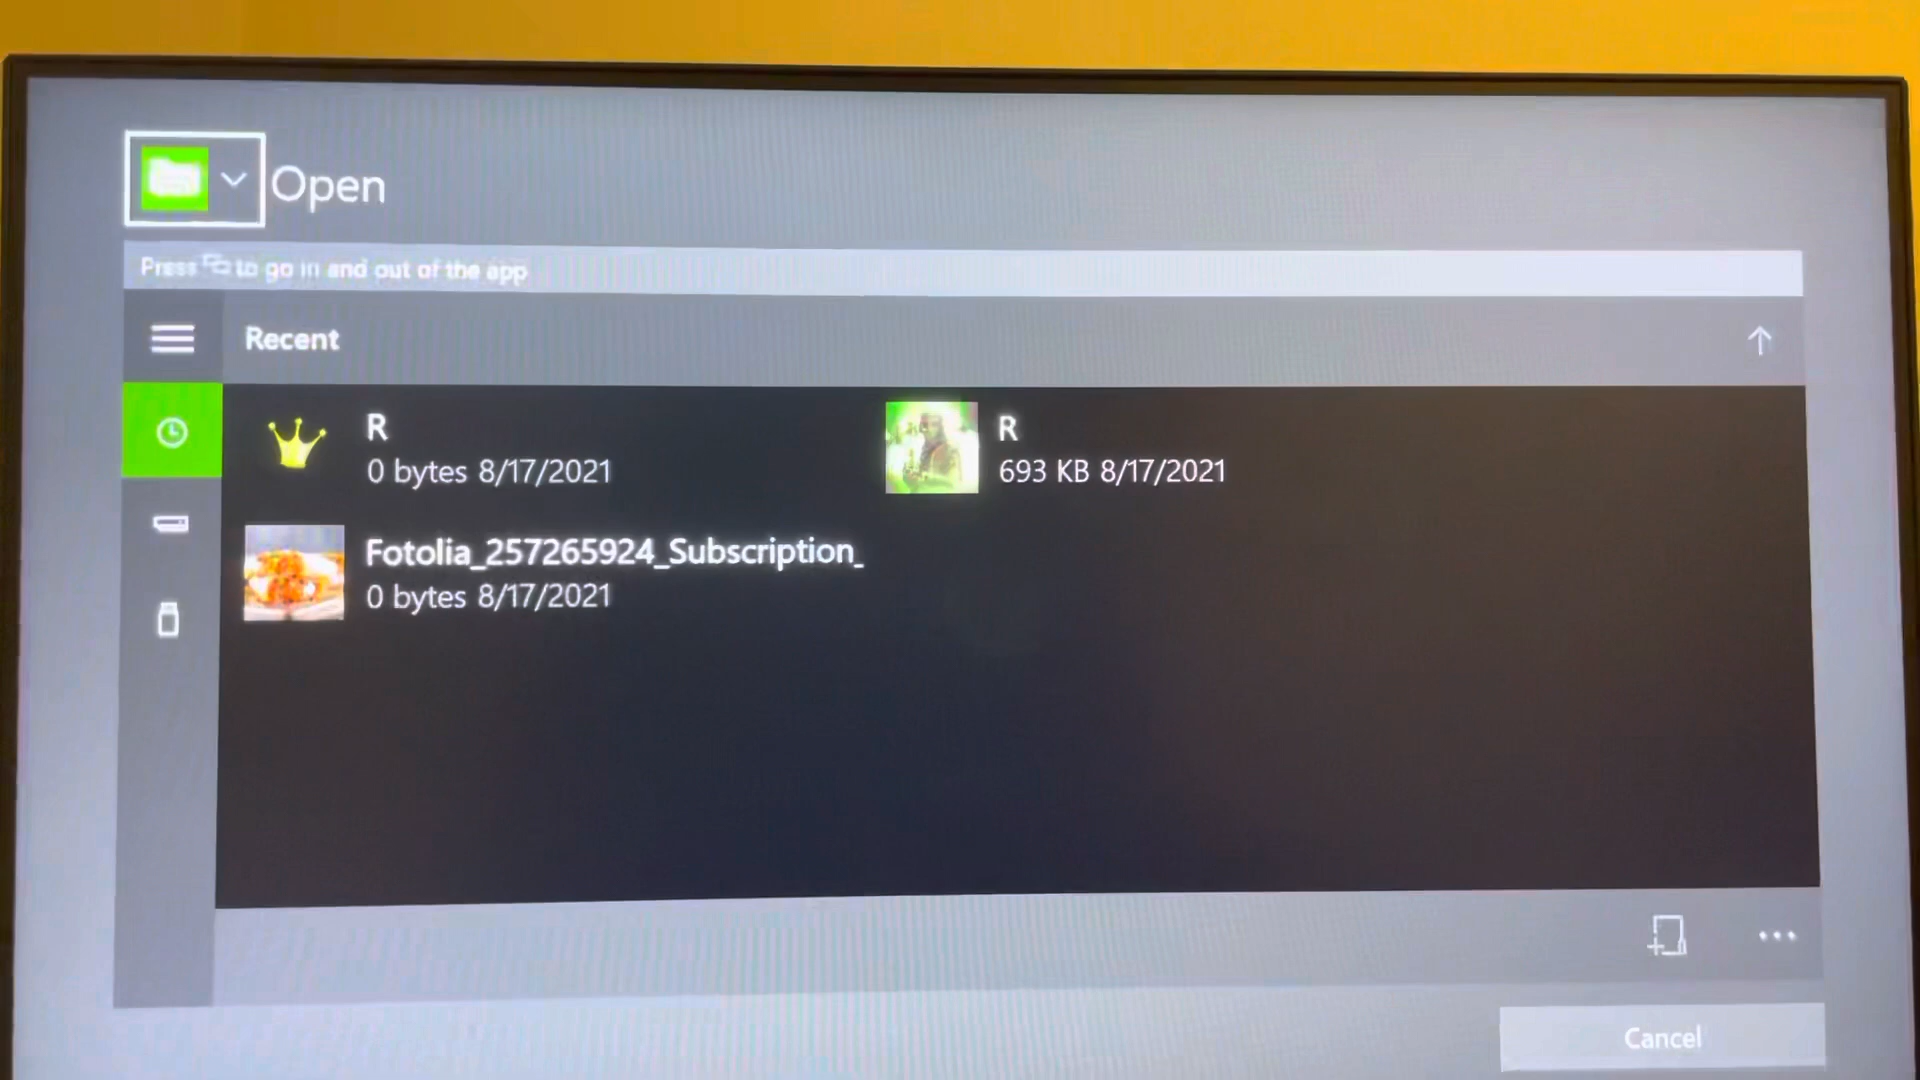 Open
Press to go in and out of the app
Recent
R
0 bytes 8/17/2021
R
693 KB 8/17/2021
Fotolia_257265924_Subscription_
0 bytes 8/17/2021
Cancel